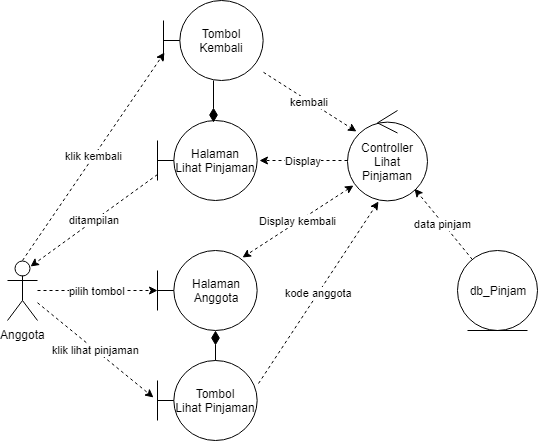 Tombol
Kembali
kembali
klik kembali
Halaman
Lihat Pinjaman
Display
Controller
Lihat
Pinjaman
ditampilan
Display kembali
data pinjam
Anggota
pilih tombol
Halaman
Anggota
kode anggota
db_Pinjam
klik lihat pinjaman
Tombol
Lihat Pinjaman